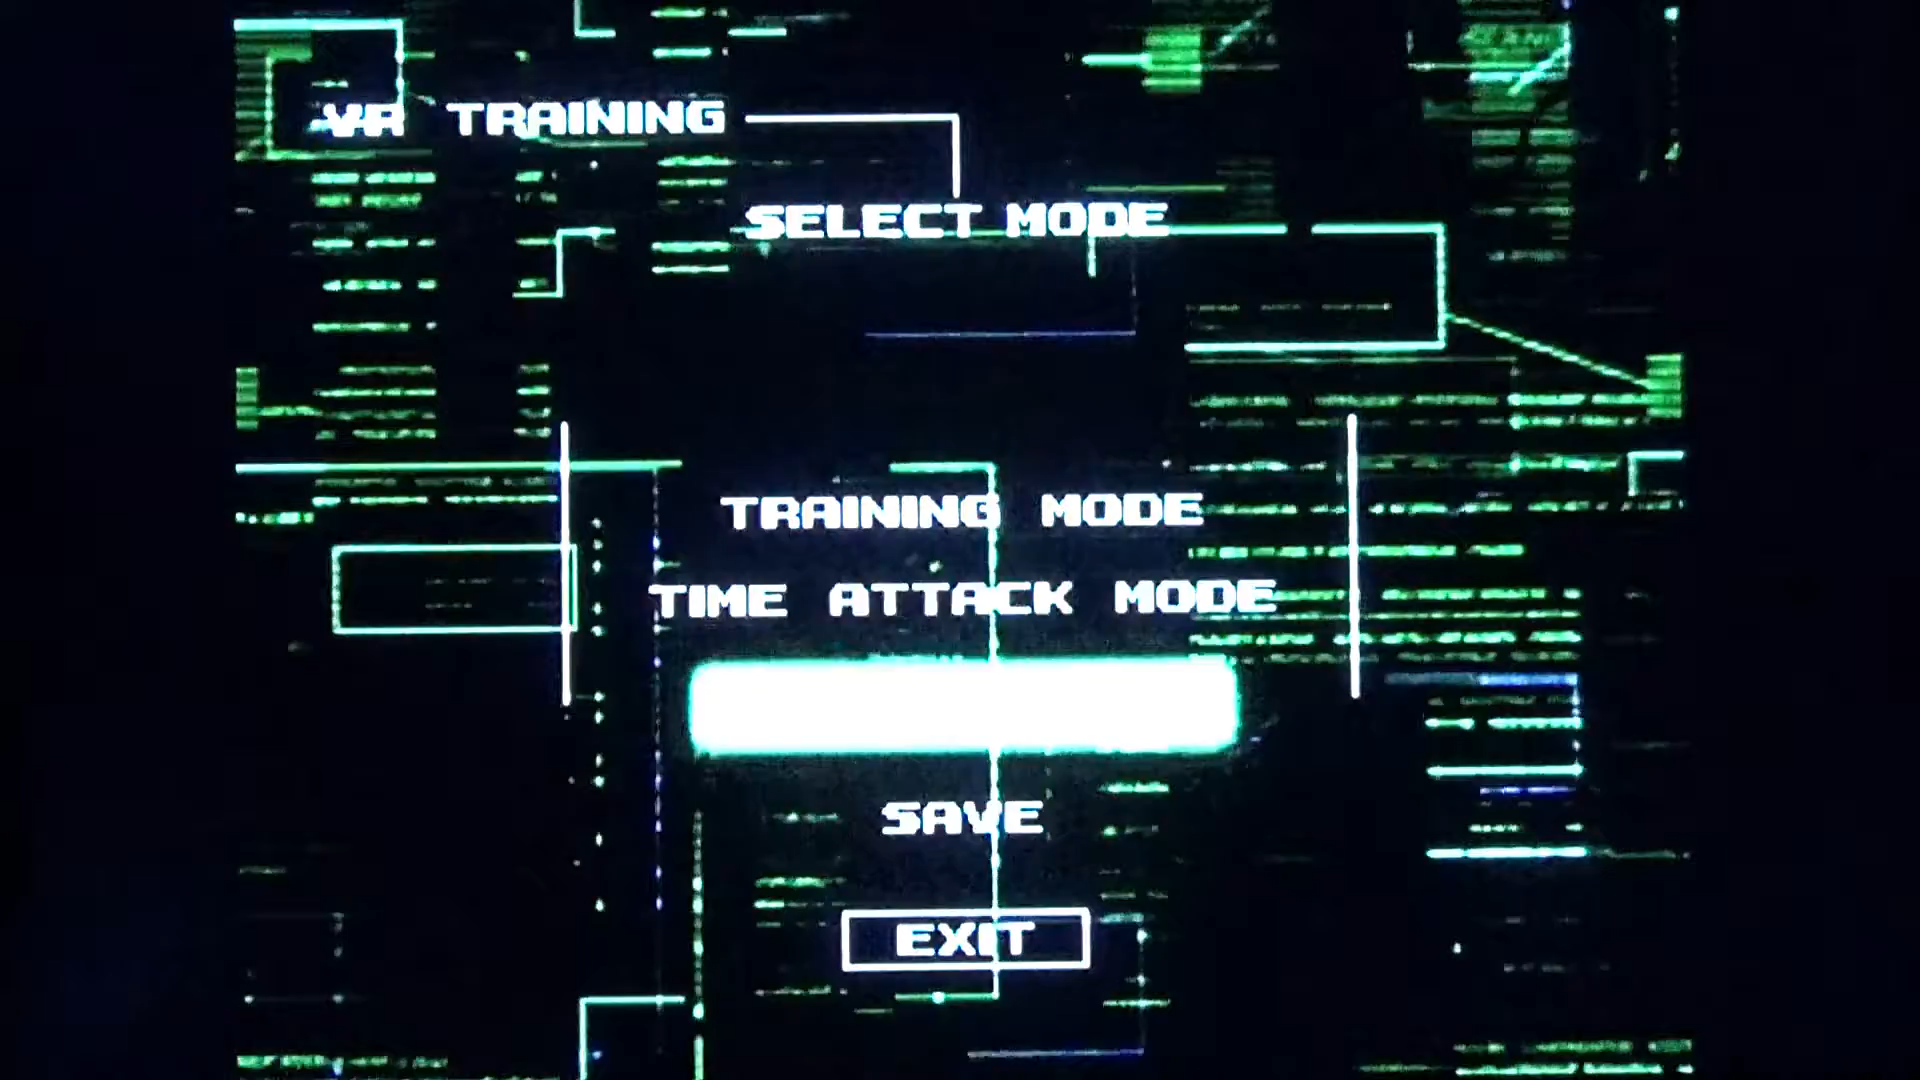 VR TRAINING
SELECT MODE
TRAINING MODE
TIME ATTACK MODE
SAVE
EXIT